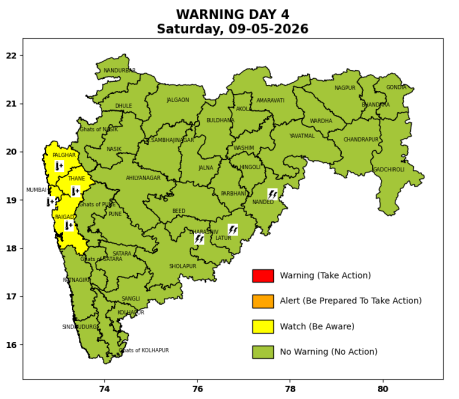 WARNING DAY 4
Saturday, 09-05-2026
22
21
20
19
18
17
16
74
76
78
80
NANDURBAR
DHULE
JALGAON
BULDHANA
AKOLA
AMARAVATI
NAGPUR
GONDIA
BHANDARA
WARDHA
Ghats of NASIK
NASIK
YAVATMAL
CHANDRAPUR
WASHIM
PALGHAR
JALNA
HINGOLI
GADCHIROLI
THANE
AHILYANAGAR
MUMBAI
PARBHANI
NANDED
Ghats of PUNE
PUNE
BEED
RAIGAD
LATUR
SATARA
Ghats of SATARA
SHOLAPUR
RATNAGIRI
SANGLI
KOLHAPUR
SINDHUDURG
Ghats of KOLHAPUR
Warning (Take Action)
Alert (Be Prepared To Take Action)
Watch (Be Aware)
No Warning (No Action)